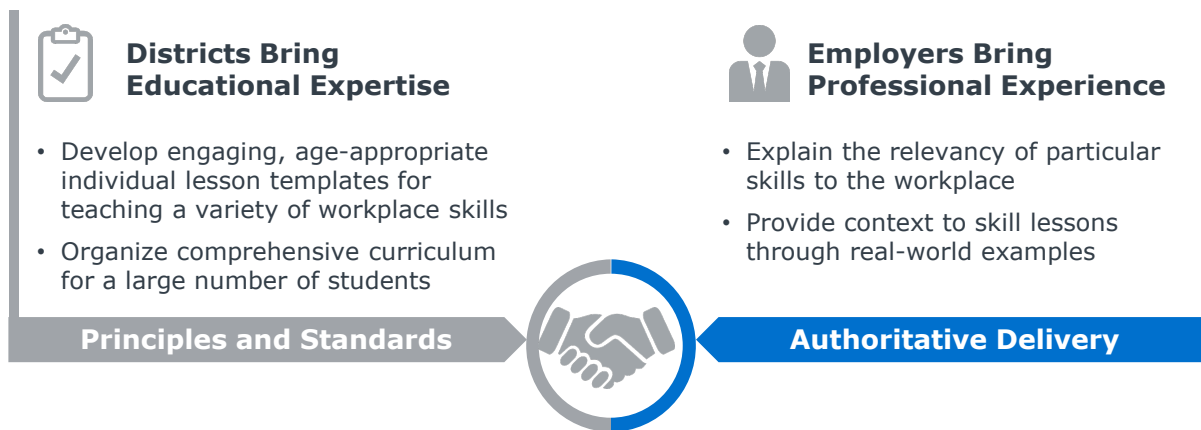 Districts Bring
Educational Expertise
• Develop engaging, age-appropriate
individual lesson templates for
teaching a variety of workplace skills
• Organize comprehensive curriculum
for a large number of students
Principles and Standards
Employers Bring
Professional Experience
• Explain the relevancy of particular
skills to the workplace
• Provide context to skill lessons
through real-world examples
Authoritative Delivery